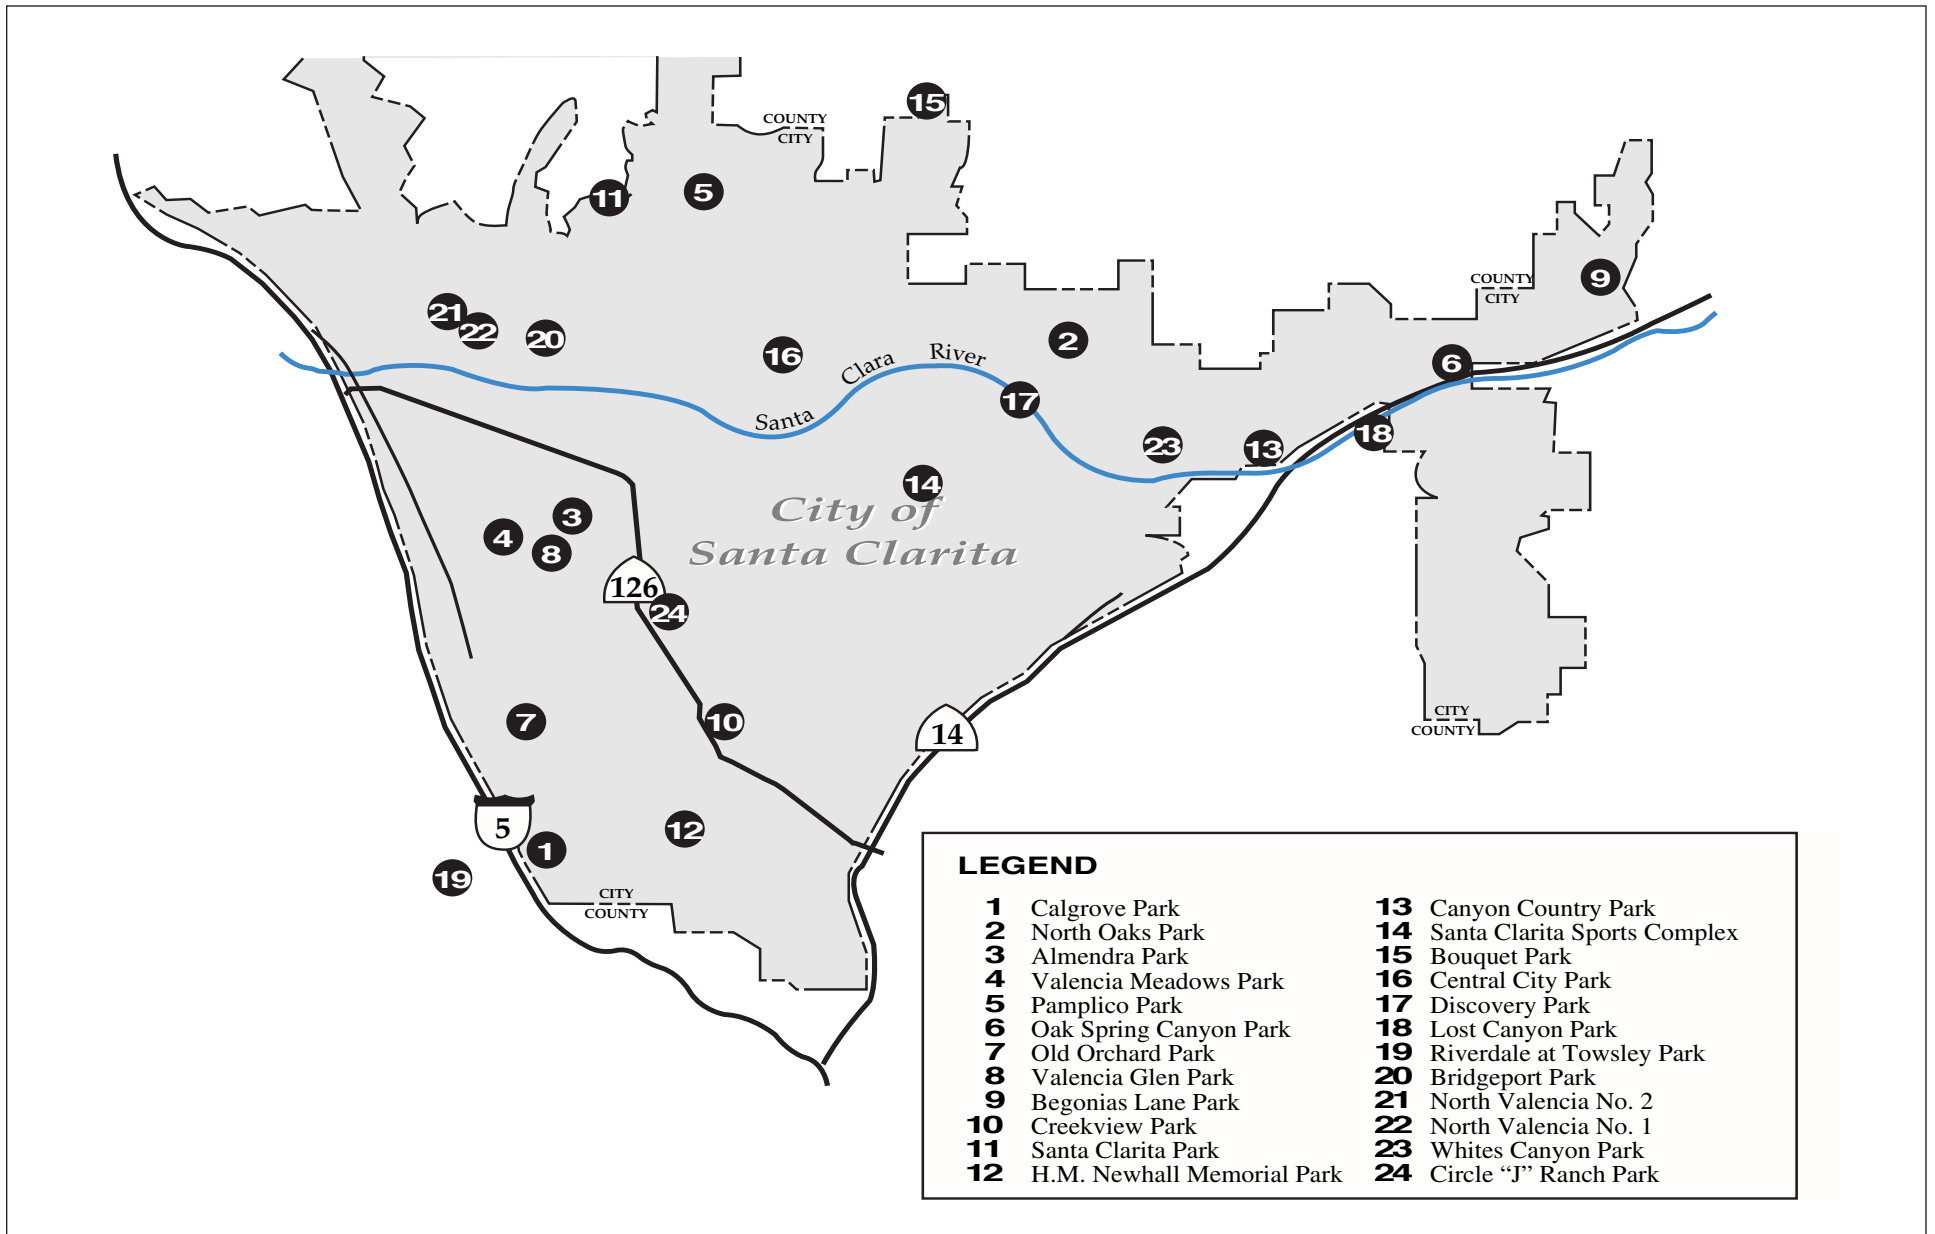 15
COUNTY
CITY
11
5
COUNTY
CITY
9
21
22
20
16
2
6
Santa Clara River
17
18
23
13
14
City of
Santa Clarita
3
4
8
126
24
7
10
14
CITY
COUNTY
5
1
12
19
CITY
COUNTY
LEGEND
1 Calgrove Park
2 North Oaks Park
3 Almendra Park
4 Valencia Meadows Park
5 Pamplico Park
6 Oak Spring Canyon Park
7 Old Orchard Park
8 Valencia Glen Park
9 Begonias Lane Park
10 Creekview Park
11 Santa Clarita Park
12 H.M. Newhall Memorial Park
13 Canyon Country Park
14 Santa Clarita Sports Complex
15 Bouquet Park
16 Central City Park
17 Discovery Park
18 Lost Canyon Park
19 Riverdale at Towsley Park
20 Bridgeport Park
21 North Valencia No. 2
22 North Valencia No. 1
23 Whites Canyon Park
24 Circle “J” Ranch Park